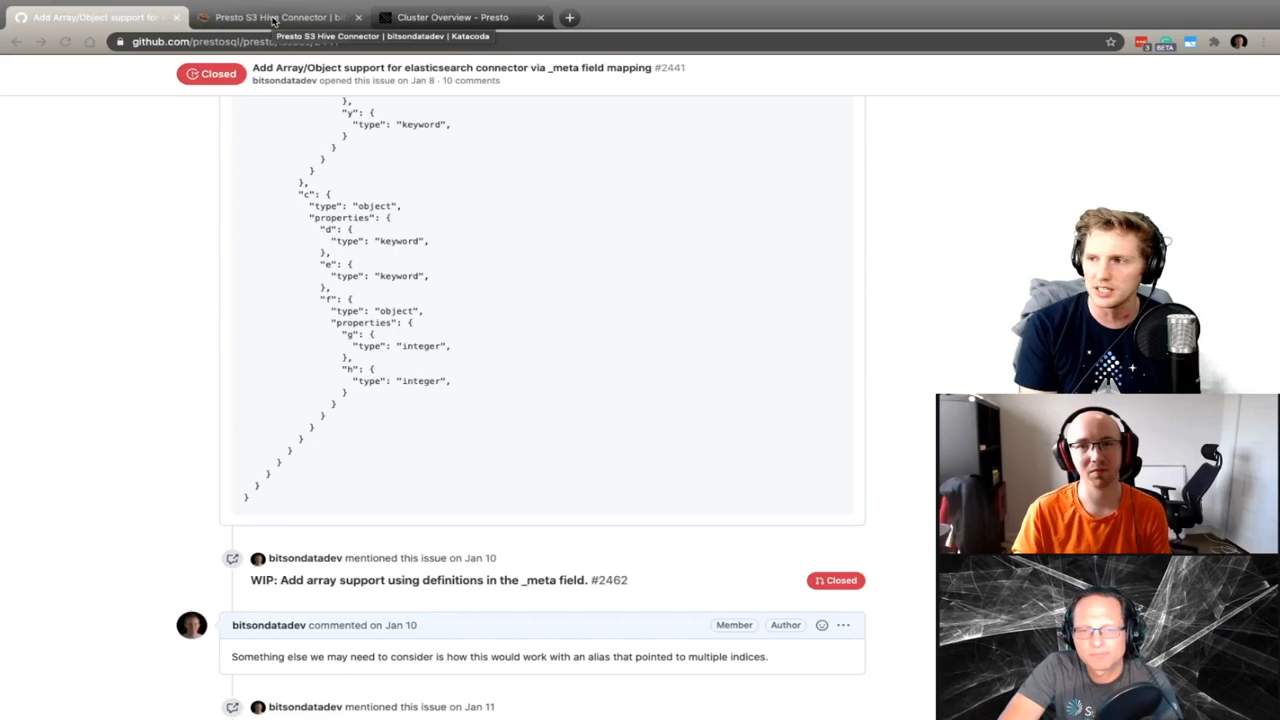 Add Array/Object support for
Presto S3 Hive Connector | bit
Cluster Overview - Presto
Presto S3 Hive Connector | bitsondatadev | Katacoda
github.com/prestosql/presto/issues/2441
3
BETA
Closed
Add Array/Object support for elasticsearch connector via _meta field mapping #2441
bitsondatadev opened this issue on Jan 8 · 10 comments
},
"y": {
"type": "keyword",
}
}
}
}
},
"c": {
"type": "object",
"properties": {
"d": {
"type": "keyword",
},
"e": {
"type": "keyword",
},
"f": {
"type": "object",
"properties": {
"g": {
"type": "integer",
},
"h": {
"type": "integer",
}
}
}
}
}
}
}
}
}
}
bitsondatadev mentioned this issue on Jan 10
WIP: Add array support using definitions in the _meta field. #2462
Closed
bitsondatadev commented on Jan 10
Member
Author
Something else we may need to consider is how this would work with an alias that pointed to multiple indices.
bitsondatadev mentioned this issue on Jan 11